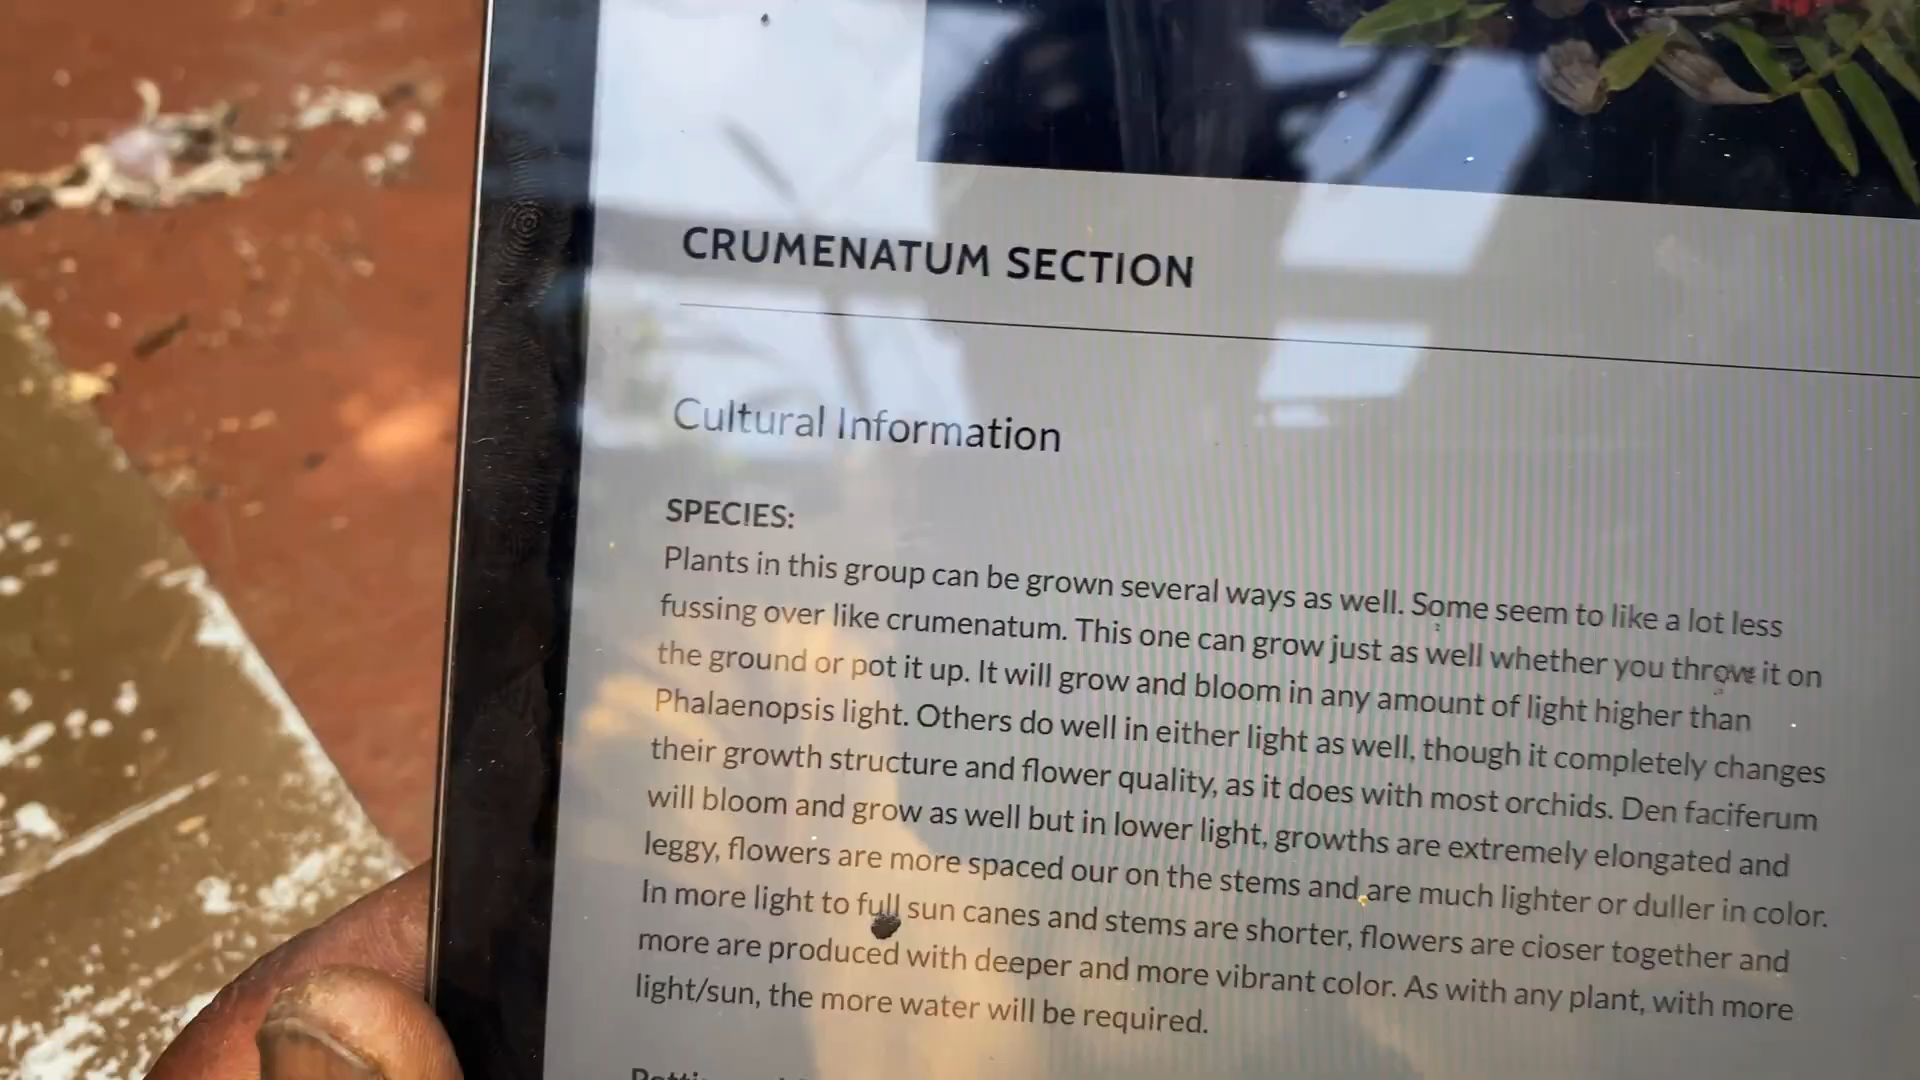 CRUMENATUM SECTION
Cultural Information
SPECIES:
Plants in this group can be grown several ways as well. Some seem to like a lot less
fussing over like crumenatum. This one can grow just as well whether you throw it on
the ground or pot it up. It will grow and bloom in any amount of light higher than
Phalaenopsis light. Others do well in either light as well, though it completely changes
their growth structure and flower quality, as it does with most orchids. Den faciferum
will bloom and grow as well but in lower light, growths are extremely elongated and
leggy, flowers are more spaced our on the stems and are much lighter or duller in color.
In more light to full sun canes and stems are shorter, flowers are closer together and
more are produced with deeper and more vibrant color. As with any plant, with more
light/sun, the more water will be required.